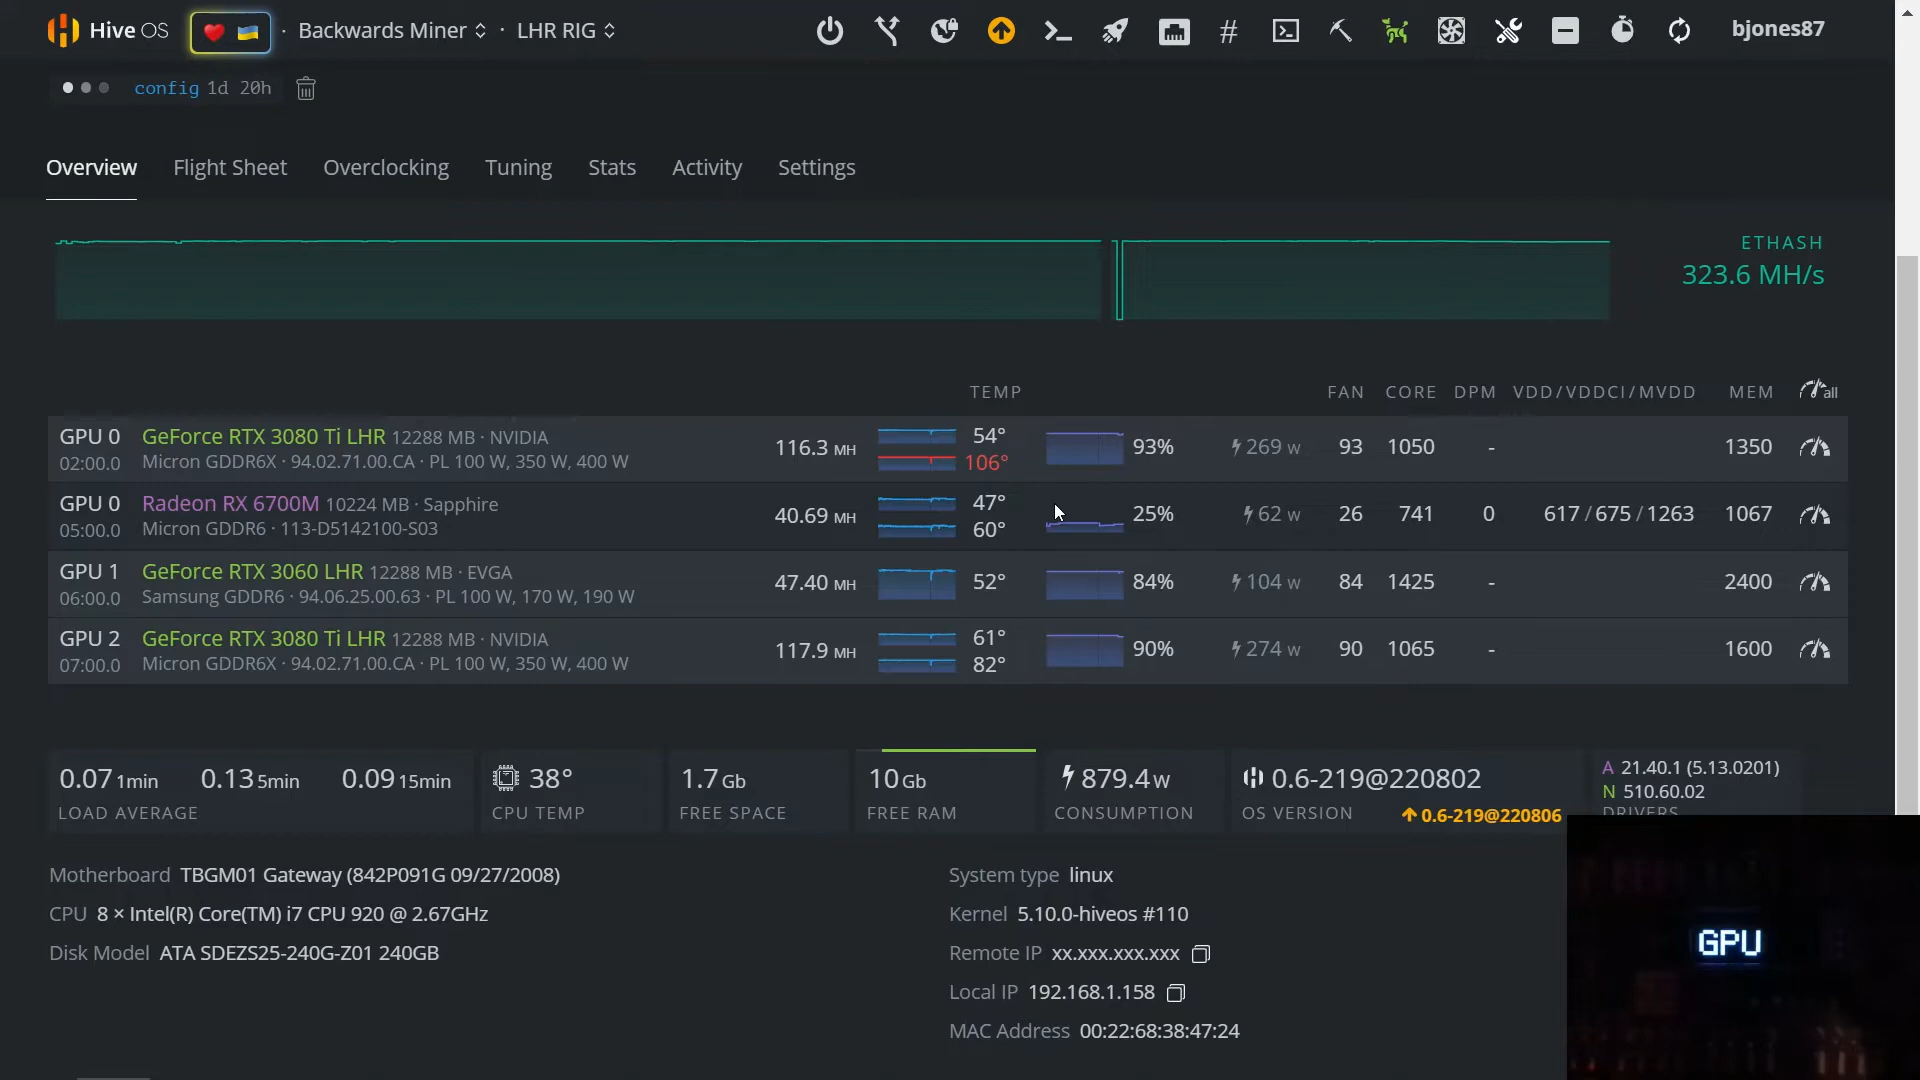 Hive OS · Backwards Miner · LHR RIG bjones87
config 1d 20h
Overview Flight Sheet Overclocking Tuning Stats Activity Settings
ETHASH
323.6 MH/s
TEMP FAN CORE DPM VDD/VDDCI/MVDD MEM all
GPU 0 GeForce RTX 3080 Ti LHR 12288 MB · NVIDIA 54°
116.3 MH 93% 269 W 93 1050 - 1350
02:00.0 Micron GDDR6X · 94.02.71.00.CA · PL 100 W, 350 W, 400 W 106°
GPU 0 Radeon RX 6700M 10224 MB · Sapphire 47°
40.69 MH 25% 62 W 26 741 0 617/675/1263 1067
05:00.0 Micron GDDR6 · 113-D5142100-S03 60°
GPU 1 GeForce RTX 3060 LHR 12288 MB · EVGA
47.40 MH 52° 84% 104 W 84 1425 - 2400
06:00.0 Samsung GDDR6 · 94.06.25.00.63 · PL 100 W, 170 W, 190 W
GPU 2 GeForce RTX 3080 Ti LHR 12288 MB · NVIDIA 61°
117.9 MH 90% 274 W 90 1065 - 1600
07:00.0 Micron GDDR6X · 94.02.71.00.CA · PL 100 W, 350 W, 400 W 82°
0.07 1min 0.13 5min 0.09 15min
LOAD AVERAGE
38°
CPU TEMP
1.7 Gb
FREE SPACE
10 Gb
FREE RAM
879.4 W
CONSUMPTION
0.6-219@220802
OS VERSION 0.6-219@220806
A 21.40.1 (5.13.0201)
N 510.60.02
DRIVERS
Motherboard TBGM01 Gateway (842P091G 09/27/2008)
CPU 8 × Intel(R) Core(TM) i7 CPU 920 @ 2.67GHz
Disk Model ATA SDEZS25-240G-Z01 240GB
System type linux
Kernel 5.10.0-hiveos #110
Remote IP xx.xxx.xxx.xxx
Local IP 192.168.1.158
MAC Address 00:22:68:38:47:24
GPU